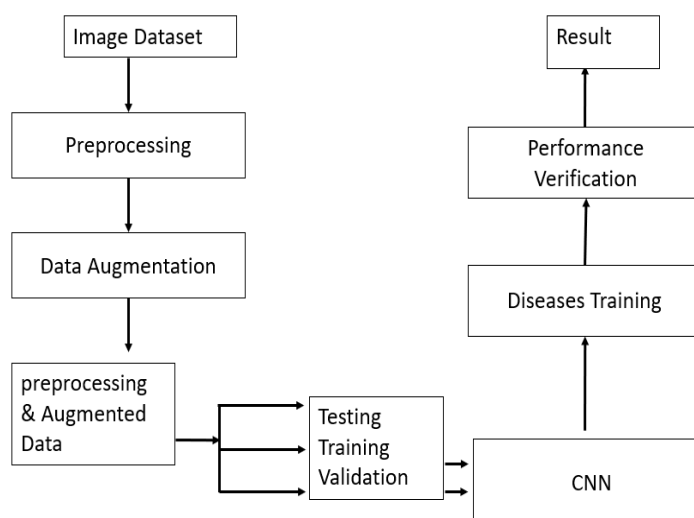 Image Dataset
Preprocessing
Data Augmentation
preprocessing
& Augmented
Data
Testing
Training
Validation
CNN
Diseases Training
Performance
Verification
Result